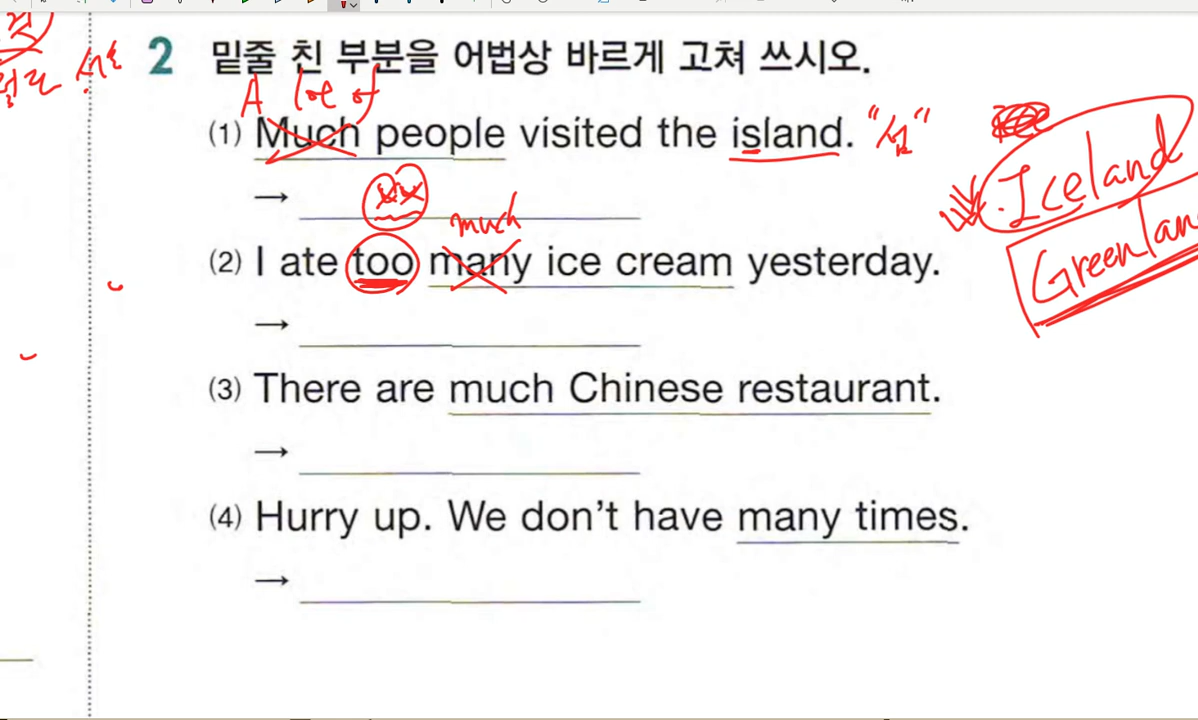 2 밑줄 친 부분을 어법상 바르게 고쳐 쓰시오.
A lot of
(1) Much people visited the island. "섬"
Iceland
→
much
Greenlan
(2) I ate too many ice cream yesterday.
→
(3) There are much Chinese restaurant.
→
(4) Hurry up. We don't have many times.
→